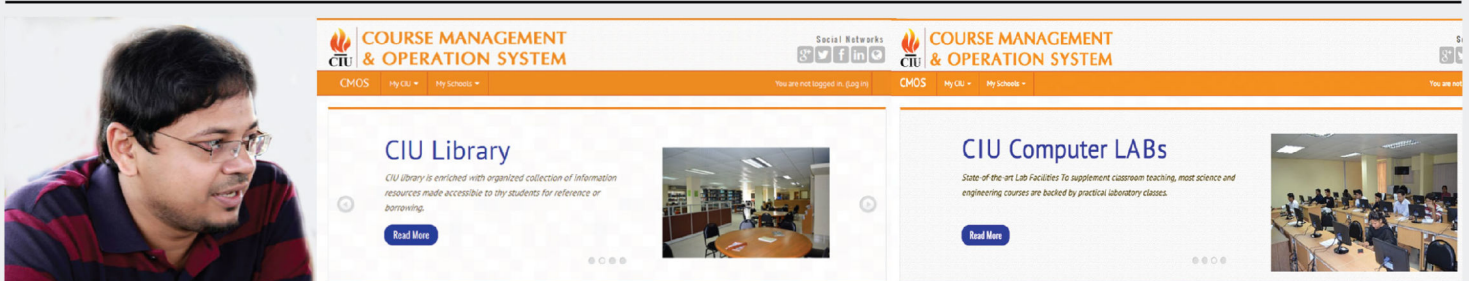 CIU
COURSE MANAGEMENT
& OPERATION SYSTEM
Social Networks
CMOS My CIU My Schools You are not logged in. (Log in)
CIU Library
CIU library is enriched with organized collection of information
resources made accessible to thy students for reference or
borrowing.
Read More
CIU
COURSE MANAGEMENT
& OPERATION SYSTEM
S
CMOS My CIU My Schools You are not
CIU Computer LABs
State-of-the-art Lab Facilities To supplement classroom teaching, most science and
engineering courses are backed by practical laboratory classes.
Read More